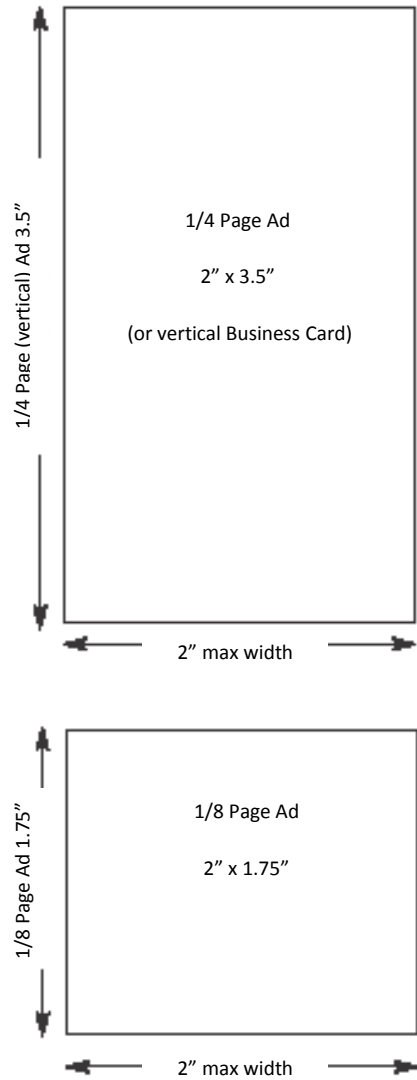 1/4 Page (vertical) Ad 3.5”
1/4 Page Ad
2” x 3.5”
(or vertical Business Card)
2” max width
1/8 Page Ad 1.75”
1/8 Page Ad
2” x 1.75”
2” max width